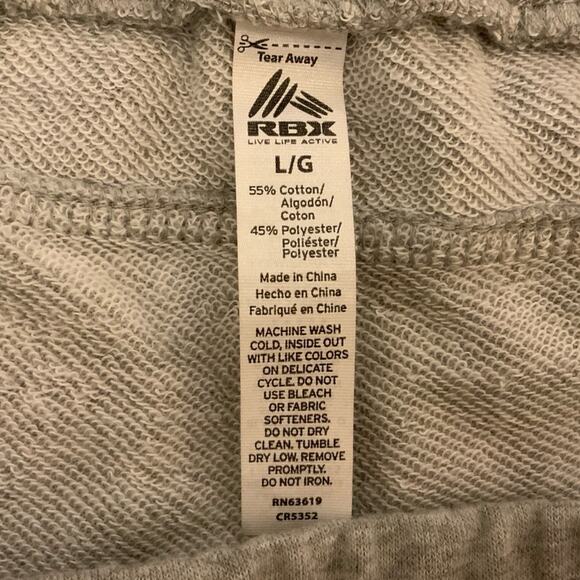 Tear Away
RBX
LIVE LIFE ACTIVE
L/G
55% Cotton/
Algodón/
Coton
45% Polyester/
Poliéster/
Polyester
Made in China
Hecho en China
Fabriqué en Chine
MACHINE WASH
COLD, INSIDE OUT
WITH LIKE COLORS
ON DELICATE
CYCLE. DO NOT
USE BLEACH
OR FABRIC
SOFTENERS.
DO NOT DRY
CLEAN. TUMBLE
DRY LOW. REMOVE
PROMPTLY.
DO NOT IRON.
RN63619
CR5352